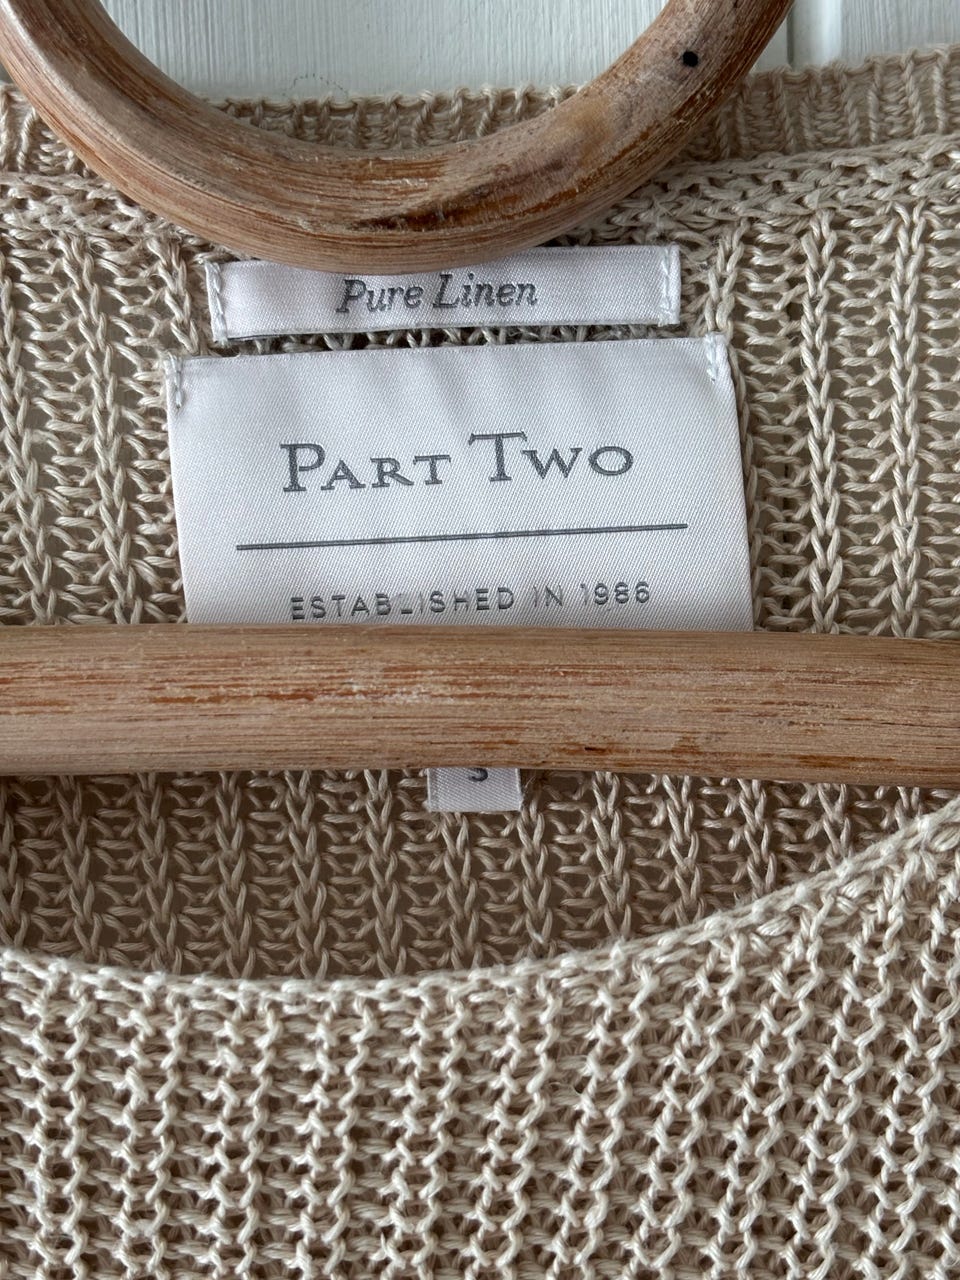 Pure Linen
PART TWO
ESTABLISHED IN 1986
S